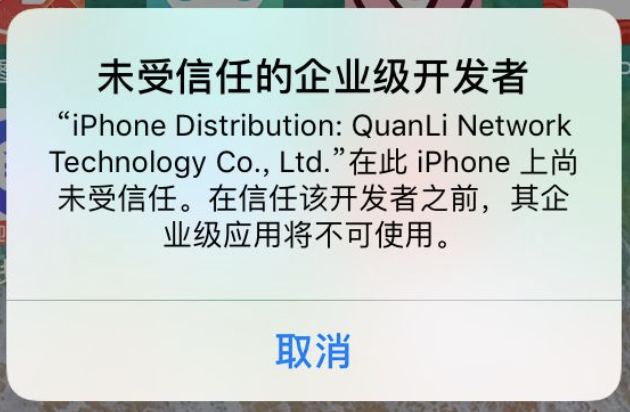 未受信任的企业级开发者
“iPhone Distribution: QuanLi Network
Technology Co., Ltd.”在此 iPhone 上尚
未受信任。在信任该开发者之前，其企
业级应用将不可使用。
取消